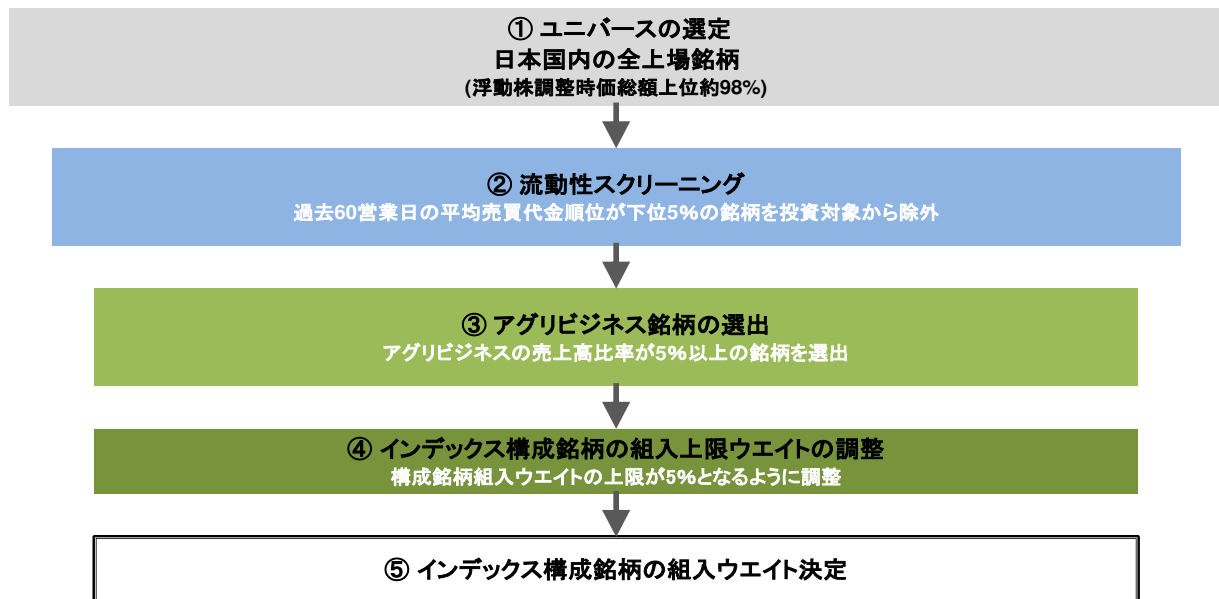 ① ユニバースの選定
日本国内の全上場銘柄
(浮動株調整時価総額上位約98%)
② 流動性スクリーニング
過去60営業日の平均売買代金順位が下位5%の銘柄を投資対象から除外
③ アグリビジネス銘柄の選出
アグリビジネスの売上高比率が5%以上の銘柄を選出
④ インデックス構成銘柄の組入上限ウエイトの調整
構成銘柄組入ウエイトの上限が5%となるように調整
⑤ インデックス構成銘柄の組入ウエイト決定